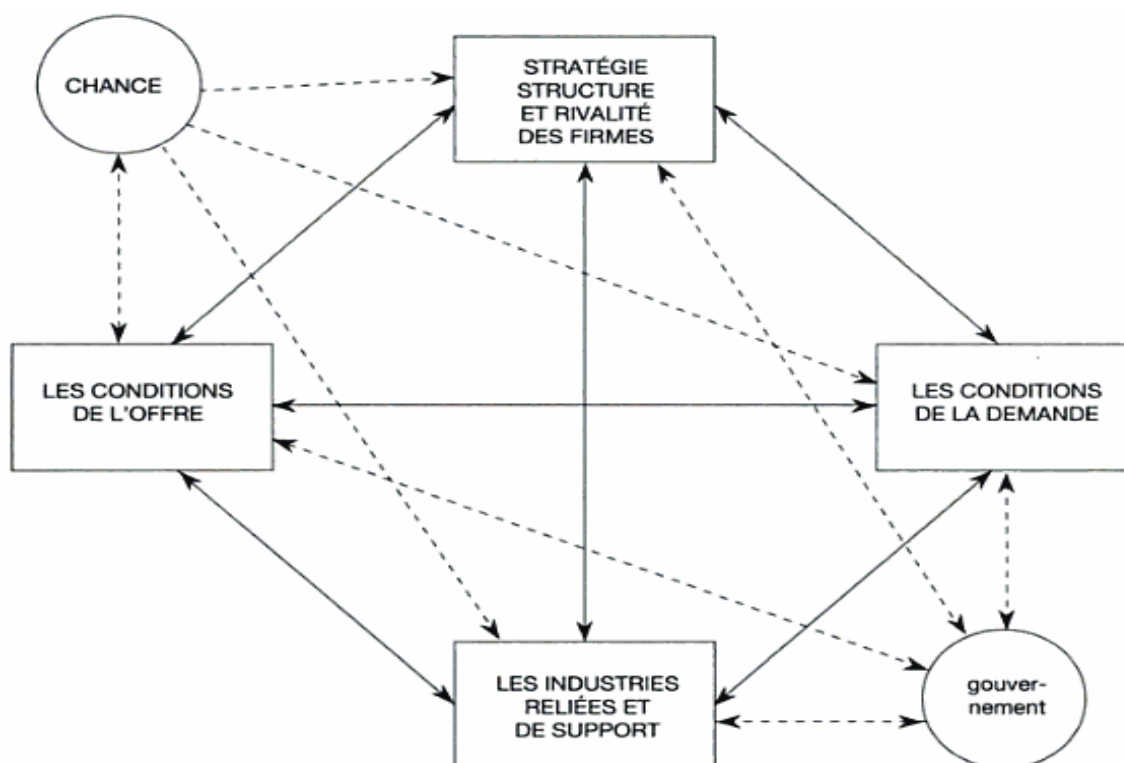 CHANCE
STRATÉGIE
STRUCTURE
ET RIVALITÉ
DES FIRMES
LES CONDITIONS
DE L'OFFRE
LES CONDITIONS
DE LA DEMANDE
LES INDUSTRIES
RELIÉES ET
DE SUPPORT
gouver-
nement